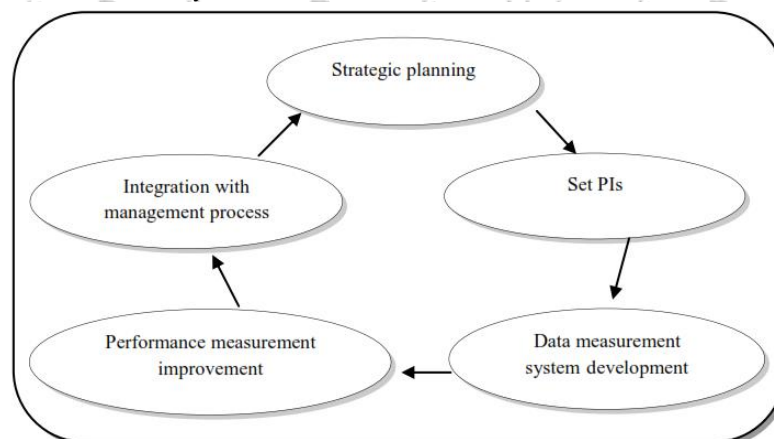 Strategic planning
Set PIs
Data measurement
system development
Performance measurement
improvement
Integration with
management process